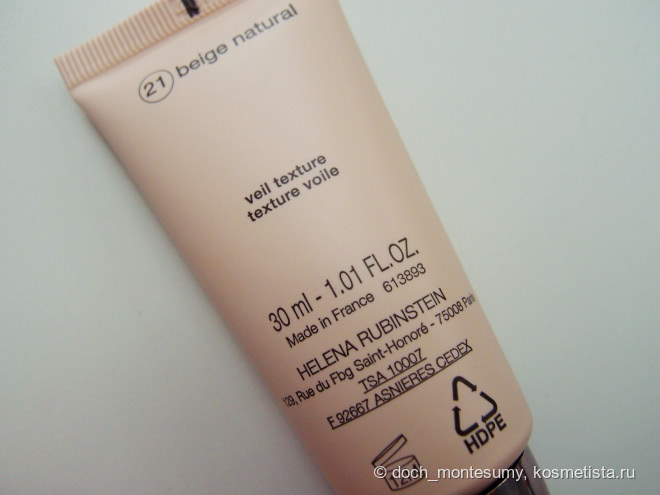 21 beige natural
veil texture
texture voile
30 ml - 1.01 FL.OZ.
Made in France 613893
HELENA RUBINSTEIN
129, Rue du Fbg Saint-Honoré - 75008 Paris
TSA 10007
F 92667 ASNIERES CEDEX
HDPE
© doch_montesumy, kosmetista.ru